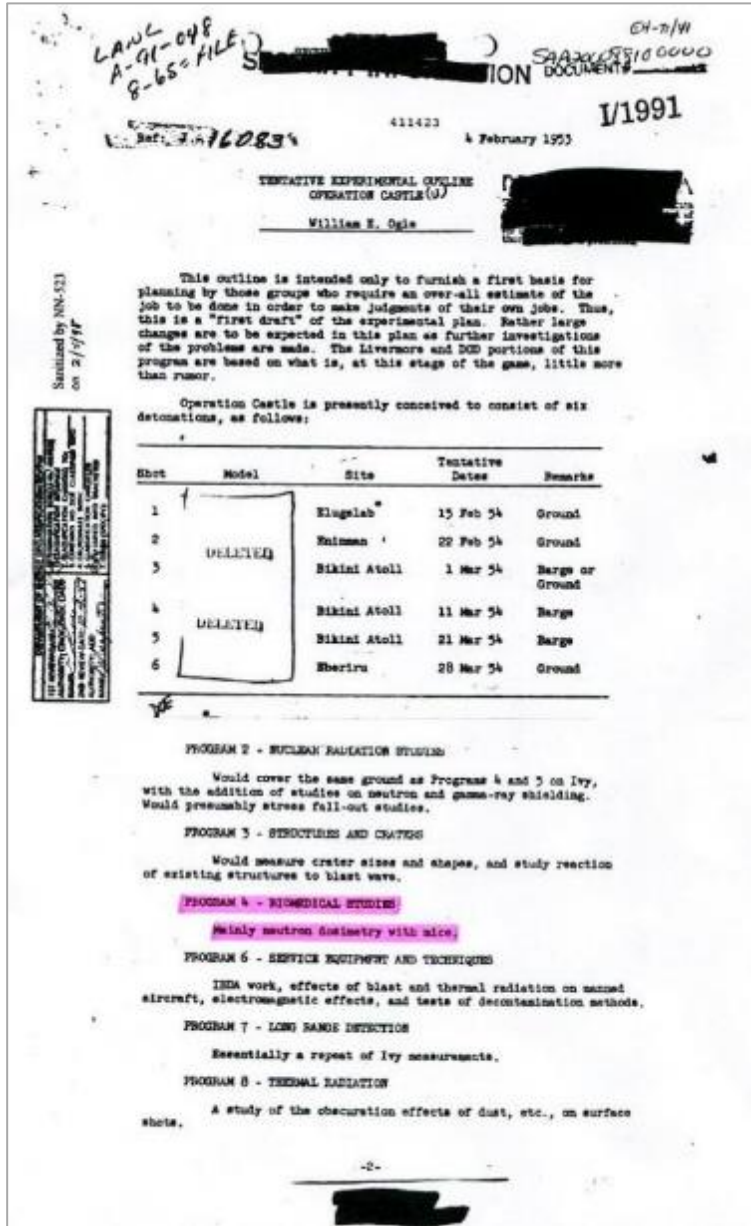 LANL
A-91-048
8-65 = FILE
S ION
DOCUMENT#
I/1991
411423
Ref: J- 16083
4 February 1953
TENTATIVE EXPERIMENTAL OUTLINE
OPERATION CASTLE (U)
William E. Ogle
Sanitized by NN-523
This outline is intended only to furnish a first basis for
planning by those groups who require an over-all estimate of the
job to be done in order to make judgments of their own jobs. Thus,
this is a "first draft" of the experimental plan. Rather large
changes are to be expected in this plan as further investigations
of the problems are made. The Livermore and DOD portions of this
program are based on what is, at this stage of the game, little more
than rumor.
Operation Castle is presently conceived to consist of six
detonations, as follows:
Shot Model Site Tentative Dates Remarks
1 Elugelab* 15 Feb 54 Ground
2 Eninman 22 Feb 54 Ground
DELETED
3 Bikini Atoll 1 Mar 54 Barge or
Ground
4 Bikini Atoll 11 Mar 54 Barge
DELETED
5 Bikini Atoll 21 Mar 54 Barge
6 Eberiru 28 Mar 54 Ground
DOE
PROGRAM 2 - NUCLEAR RADIATION STUDIES
Would cover the same ground as Programs 4 and 5 on Ivy,
with the addition of studies on neutron and gamma-ray shielding.
Would presumably stress fall-out studies.
PROGRAM 3 - STRUCTURES AND CRATERS
Would measure crater sizes and shapes, and study reaction
of existing structures to blast wave.
PROGRAM 4 - BIOMEDICAL STUDIES
Mainly neutron dosimetry with mice.
PROGRAM 6 - SERVICE EQUIPMENT AND TECHNIQUES
IBDA work, effects of blast and thermal radiation on manned
aircraft, electromagnetic effects, and tests of decontamination methods.
PROGRAM 7 - LONG RANGE DETECTION
Essentially a repeat of Ivy measurements.
PROGRAM 8 - THERMAL RADIATION
A study of the obscuration effects of dust, etc., on surface
shots.
-2-